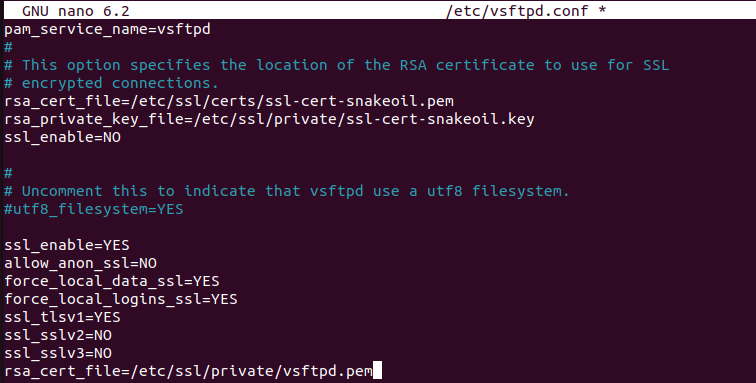 GNU nano 6.2 /etc/vsftpd.conf *
pam_service_name=vsftpd
#
# This option specifies the location of the RSA certificate to use for SSL
# encrypted connections.
rsa_cert_file=/etc/ssl/certs/ssl-cert-snakeoil.pem
rsa_private_key_file=/etc/ssl/private/ssl-cert-snakeoil.key
ssl_enable=NO
#
# Uncomment this to indicate that vsftpd use a utf8 filesystem.
#utf8_filesystem=YES
ssl_enable=YES
allow_anon_ssl=NO
force_local_data_ssl=YES
force_local_logins_ssl=YES
ssl_tlsv1=YES
ssl_sslv2=NO
ssl_sslv3=NO
rsa_cert_file=/etc/ssl/private/vsftpd.pem